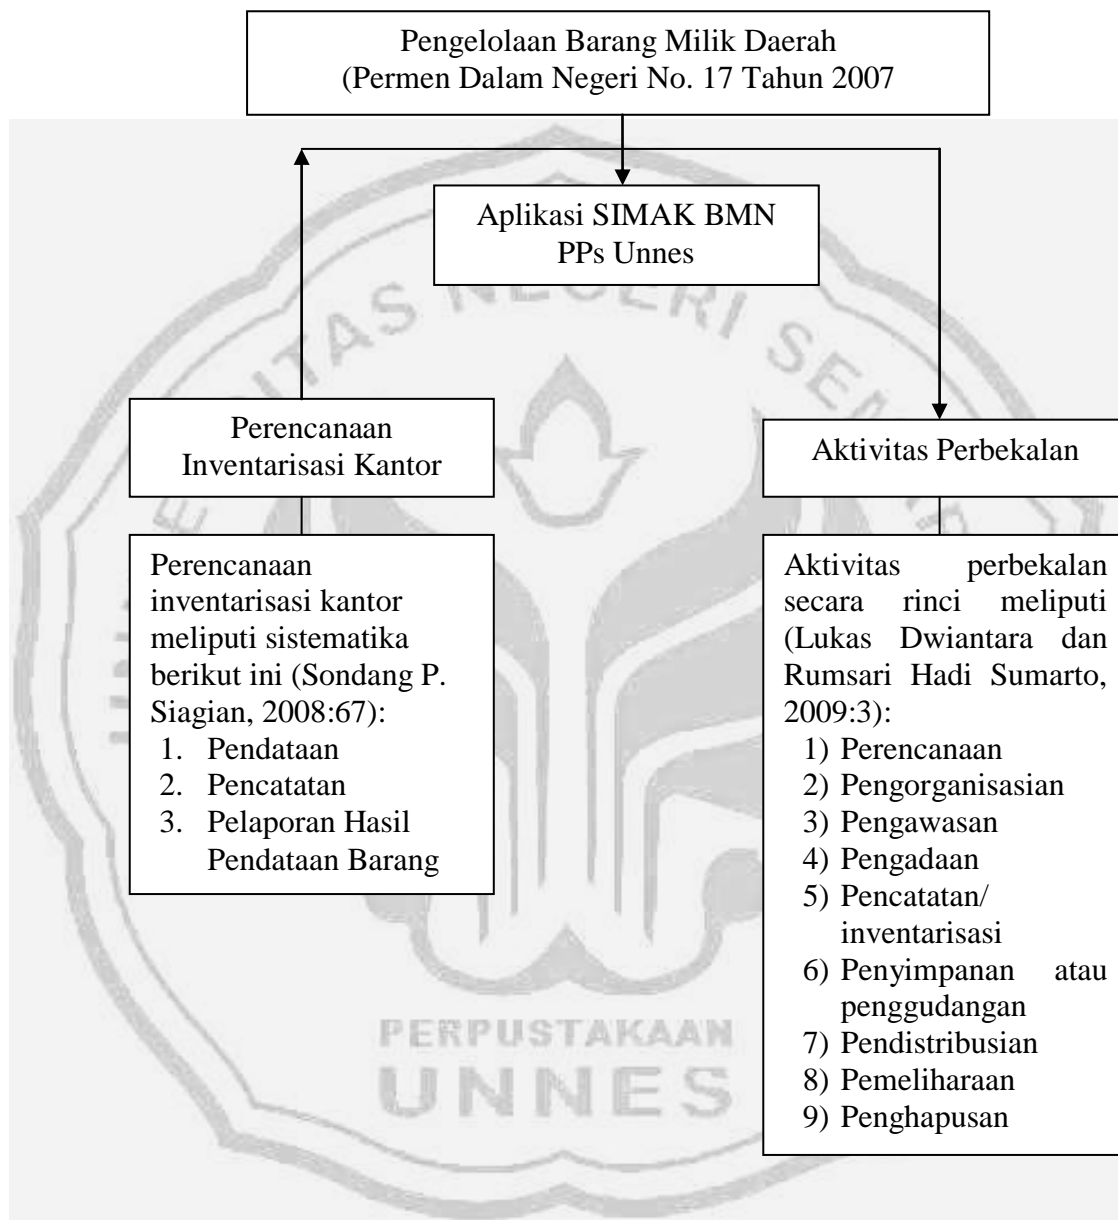 Pengelolaan Barang Milik Daerah
(Permen Dalam Negeri No. 17 Tahun 2007
Aplikasi SIMAK BMN
PPs Unnes
Perencanaan
Inventarisasi Kantor
Aktivitas Perbekalan
Perencanaan
inventarisasi kantor
meliputi sistematika
berikut ini (Sondang P.
Siagian, 2008:67):
1. Pendataan
2. Pencatatan
3. Pelaporan Hasil
Pendataan Barang
Aktivitas perbekalan
secara rinci meliputi
(Lukas Dwiantara dan
Rumsari Hadi Sumarto,
2009:3):
1) Perencanaan
2) Pengorganisasian
3) Pengawasan
4) Pengadaan
5) Pencatatan/
inventarisasi
6) Penyimpanan atau
penggudangan
7) Pendistribusian
8) Pemeliharaan
9) Penghapusan
PERPUSTAKAAN
UNNES